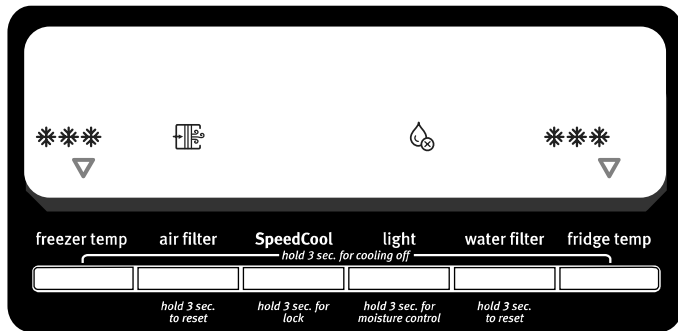 freezer temp air filter SpeedCool light water filter fridge temp
hold 3 sec. for cooling off
hold 3 sec. hold 3 sec. for hold 3 sec. for hold 3 sec.
to reset lock moisture control to reset